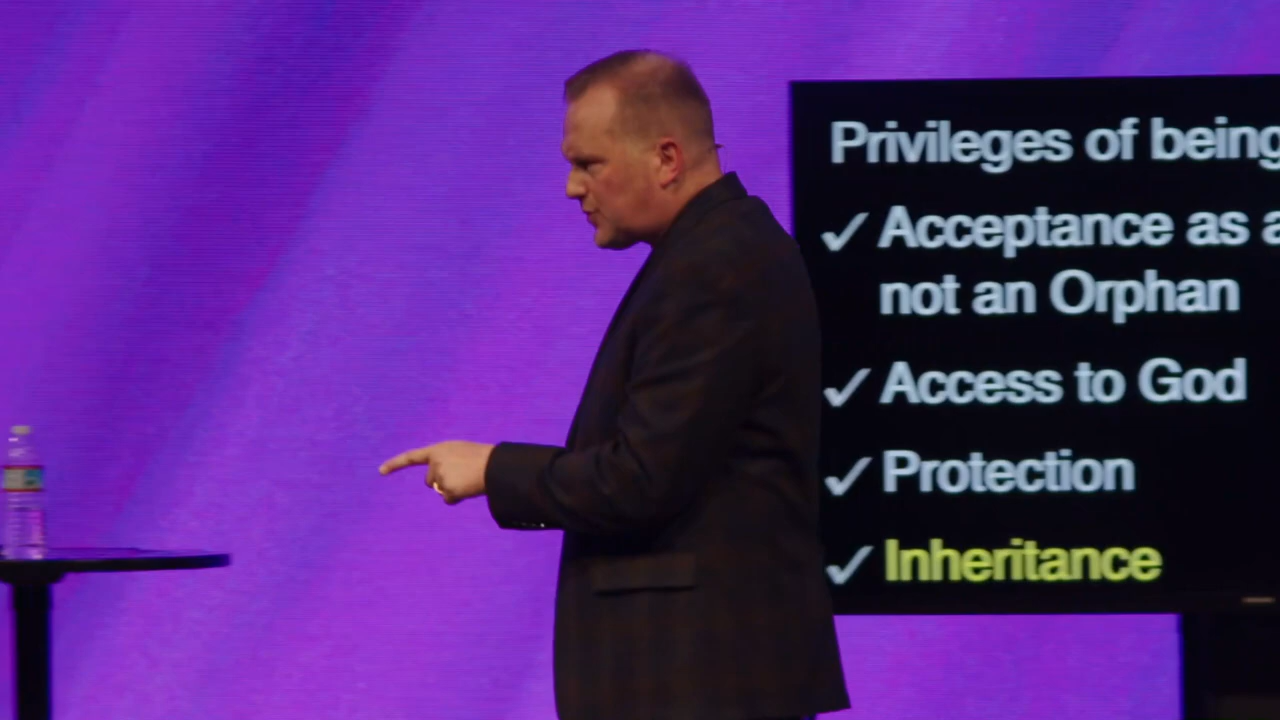 Privileges of being
✓ Acceptance as a
not an Orphan
✓ Access to God
✓ Protection
✓ Inheritance